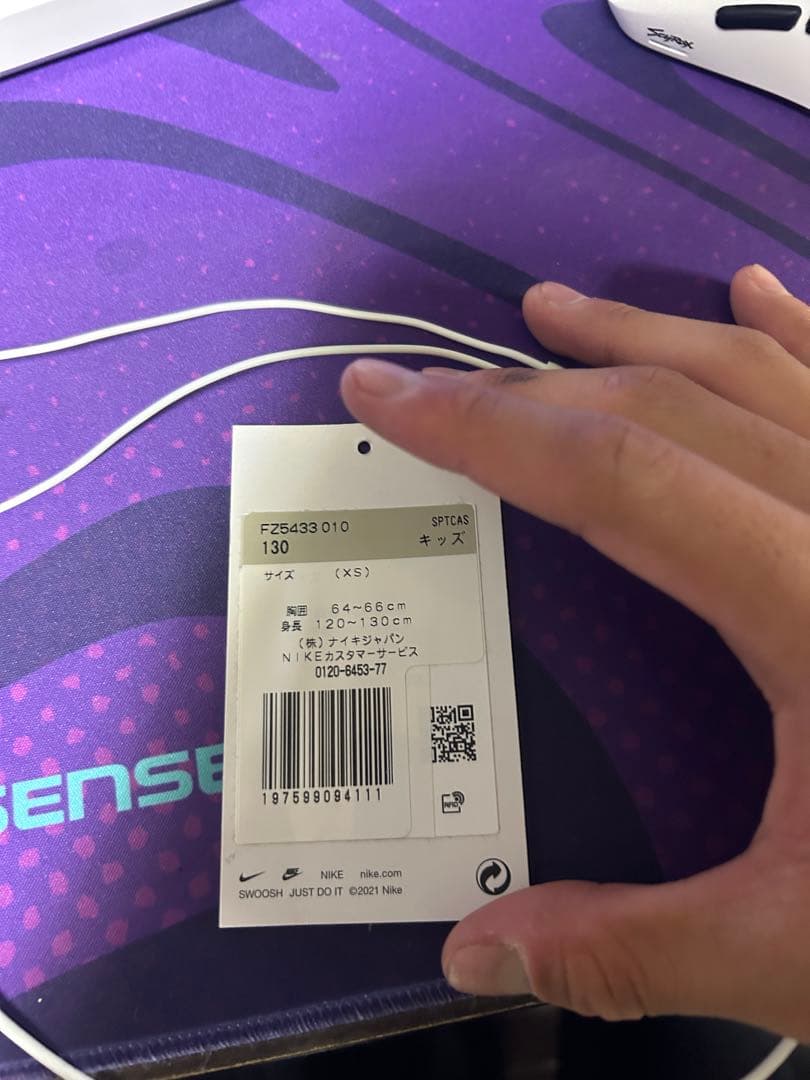 ScyRox
FZ5433 010
SPTCAS
130
キッズ
サイズ (XS)
胸囲 64~66cm
身長 120~130cm
(株)ナイキジャパン
NIKEカスタマーサービス
0120-6453-77
197599094111
RFID
SENSE
NIKE nike.com
SWOOSH JUST DO IT ©2021 Nike